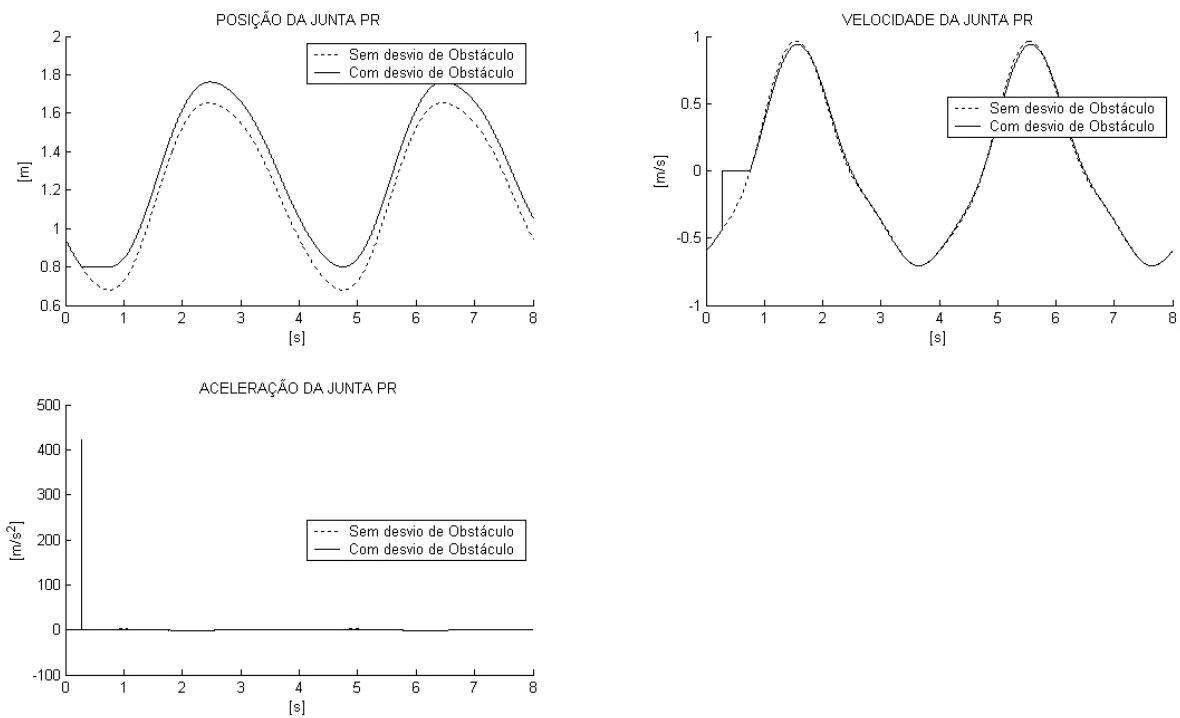 POSIÇÃO DA JUNTA PR
2
1.8
1.6
1.4
1.2
1
0.8
0.6
[m]
Sem desvio de Obstáculo
Com desvio de Obstáculo
0 1 2 3 4 5 6 7 8
[s]
VELOCIDADE DA JUNTA PR
1
0.5
0
-0.5
-1
[m/s]
Sem desvio de Obstáculo
Com desvio de Obstáculo
0 1 2 3 4 5 6 7 8
[s]
ACELERAÇÃO DA JUNTA PR
500
400
300
200
100
0
-100
[m/s²]
Sem desvio de Obstáculo
Com desvio de Obstáculo
0 1 2 3 4 5 6 7 8
[s]